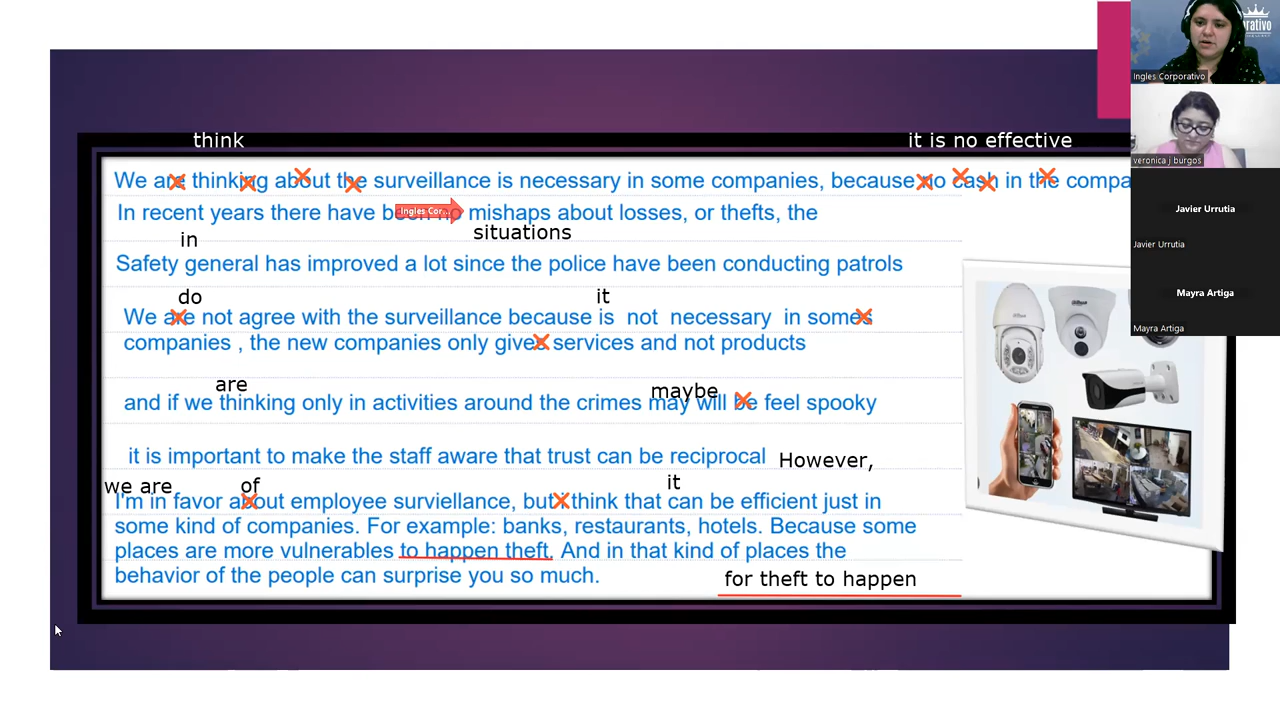 think it is no effective
We are thinking about the surveillance is necessary in some companies, because no cash in the compa
In recent years there have been no mishaps about losses, or thefts, the
Ingles Cor...
in situations
Safety general has improved a lot since the police have been conducting patrols
do it
We are not agree with the surveillance because is not necessary in somes
companies , the new companies only gives services and not products
are maybe
and if we thinking only in activities around the crimes may will be feel spooky
it is important to make the staff aware that trust can be reciprocal However,
we are of it
I'm in favor about employee surviellance, but i think that can be efficient just in
some kind of companies. For example: banks, restaurants, hotels. Because some
places are more vulnerables to happen theft. And in that kind of places the
behavior of the people can surprise you so much.
for theft to happen
rativo
Ingles Corporativo
veronica j burgos
Javier Urrutia
Javier Urrutia
Mayra Artiga
Mayra Artiga